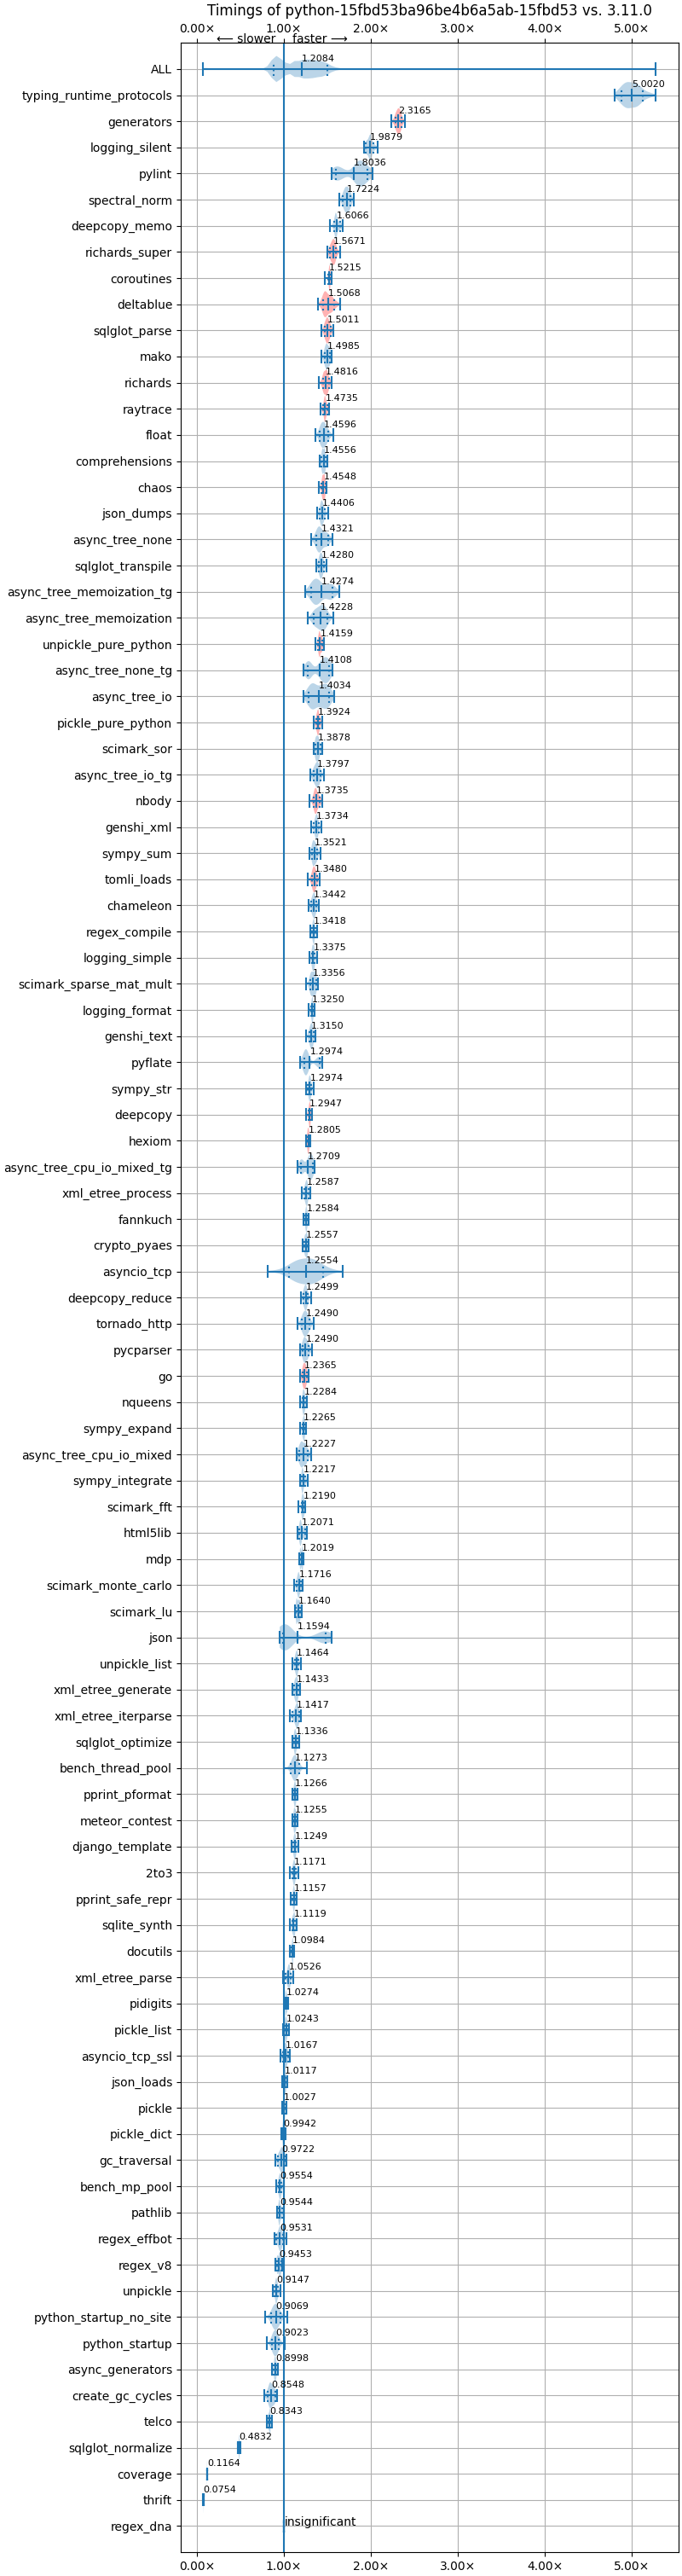 Timings of python-15fbd53ba96be4b6a5ab-15fbd53 vs. 3.11.0
0.00× 1.00× 2.00× 3.00× 4.00× 5.00×
⟵ slower faster ⟶
ALL 1.2084
typing_runtime_protocols 5.0020
generators 2.3165
logging_silent 1.9879
pylint 1.8036
spectral_norm 1.7224
deepcopy_memo 1.6066
richards_super 1.5671
coroutines 1.5215
deltablue 1.5068
sqlglot_parse 1.5011
mako 1.4985
richards 1.4816
raytrace 1.4735
float 1.4596
comprehensions 1.4556
chaos 1.4548
json_dumps 1.4406
async_tree_none 1.4321
sqlglot_transpile 1.4280
async_tree_memoization_tg 1.4274
async_tree_memoization 1.4228
unpickle_pure_python 1.4159
async_tree_none_tg 1.4108
async_tree_io 1.4034
pickle_pure_python 1.3924
scimark_sor 1.3878
async_tree_io_tg 1.3797
nbody 1.3735
genshi_xml 1.3734
sympy_sum 1.3521
tomli_loads 1.3480
chameleon 1.3442
regex_compile 1.3418
logging_simple 1.3375
scimark_sparse_mat_mult 1.3356
logging_format 1.3250
genshi_text 1.3150
pyflate 1.2974
sympy_str 1.2974
deepcopy 1.2947
hexiom 1.2805
async_tree_cpu_io_mixed_tg 1.2709
xml_etree_process 1.2587
fannkuch 1.2584
crypto_pyaes 1.2557
asyncio_tcp 1.2554
deepcopy_reduce 1.2499
tornado_http 1.2490
pycparser 1.2490
go 1.2365
nqueens 1.2284
sympy_expand 1.2265
async_tree_cpu_io_mixed 1.2227
sympy_integrate 1.2217
scimark_fft 1.2190
html5lib 1.2071
mdp 1.2019
scimark_monte_carlo 1.1716
scimark_lu 1.1640
json 1.1594
unpickle_list 1.1464
xml_etree_generate 1.1433
xml_etree_iterparse 1.1417
sqlglot_optimize 1.1336
bench_thread_pool 1.1273
pprint_pformat 1.1266
meteor_contest 1.1255
django_template 1.1249
2to3 1.1171
pprint_safe_repr 1.1157
sqlite_synth 1.1119
docutils 1.0984
xml_etree_parse 1.0526
pidigits 1.0274
pickle_list 1.0243
asyncio_tcp_ssl 1.0167
json_loads 1.0117
pickle 1.0027
pickle_dict 0.9942
gc_traversal 0.9722
bench_mp_pool 0.9554
pathlib 0.9544
regex_effbot 0.9531
regex_v8 0.9453
unpickle 0.9147
python_startup_no_site 0.9069
python_startup 0.9023
async_generators 0.8998
create_gc_cycles 0.8548
telco 0.8343
sqlglot_normalize 0.4832
coverage 0.1164
thrift 0.0754
regex_dna insignificant
0.00× 1.00× 2.00× 3.00× 4.00× 5.00×